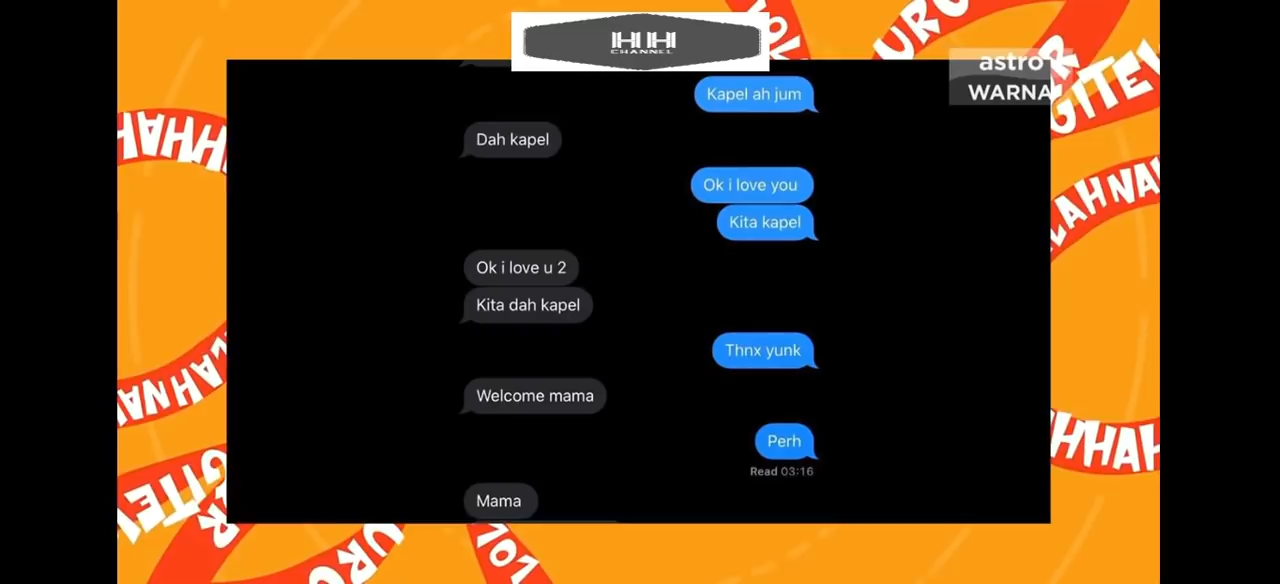 HUHI
CHANNEL
astro
WARNA
Kapel ah jum
Dah kapel
Ok i love you
Kita kapel
Ok i love u 2
Kita dah kapel
Thnx yunk
Welcome mama
Perh
Read 03:16
Mama